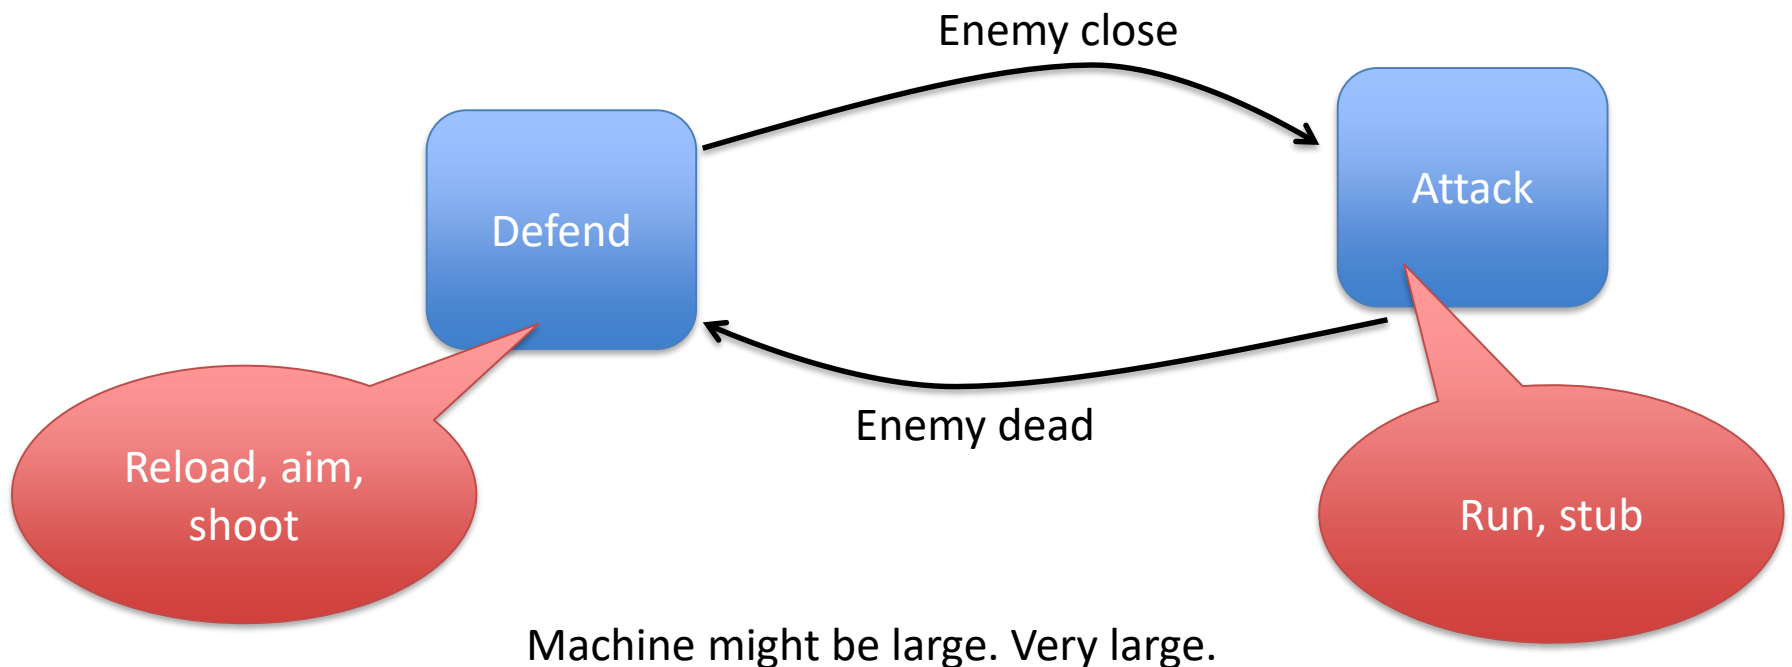 Enemy close
Attack
Defend
Enemy dead
Reload, aim,
shoot
Run, stub
Machine might be large. Very large.